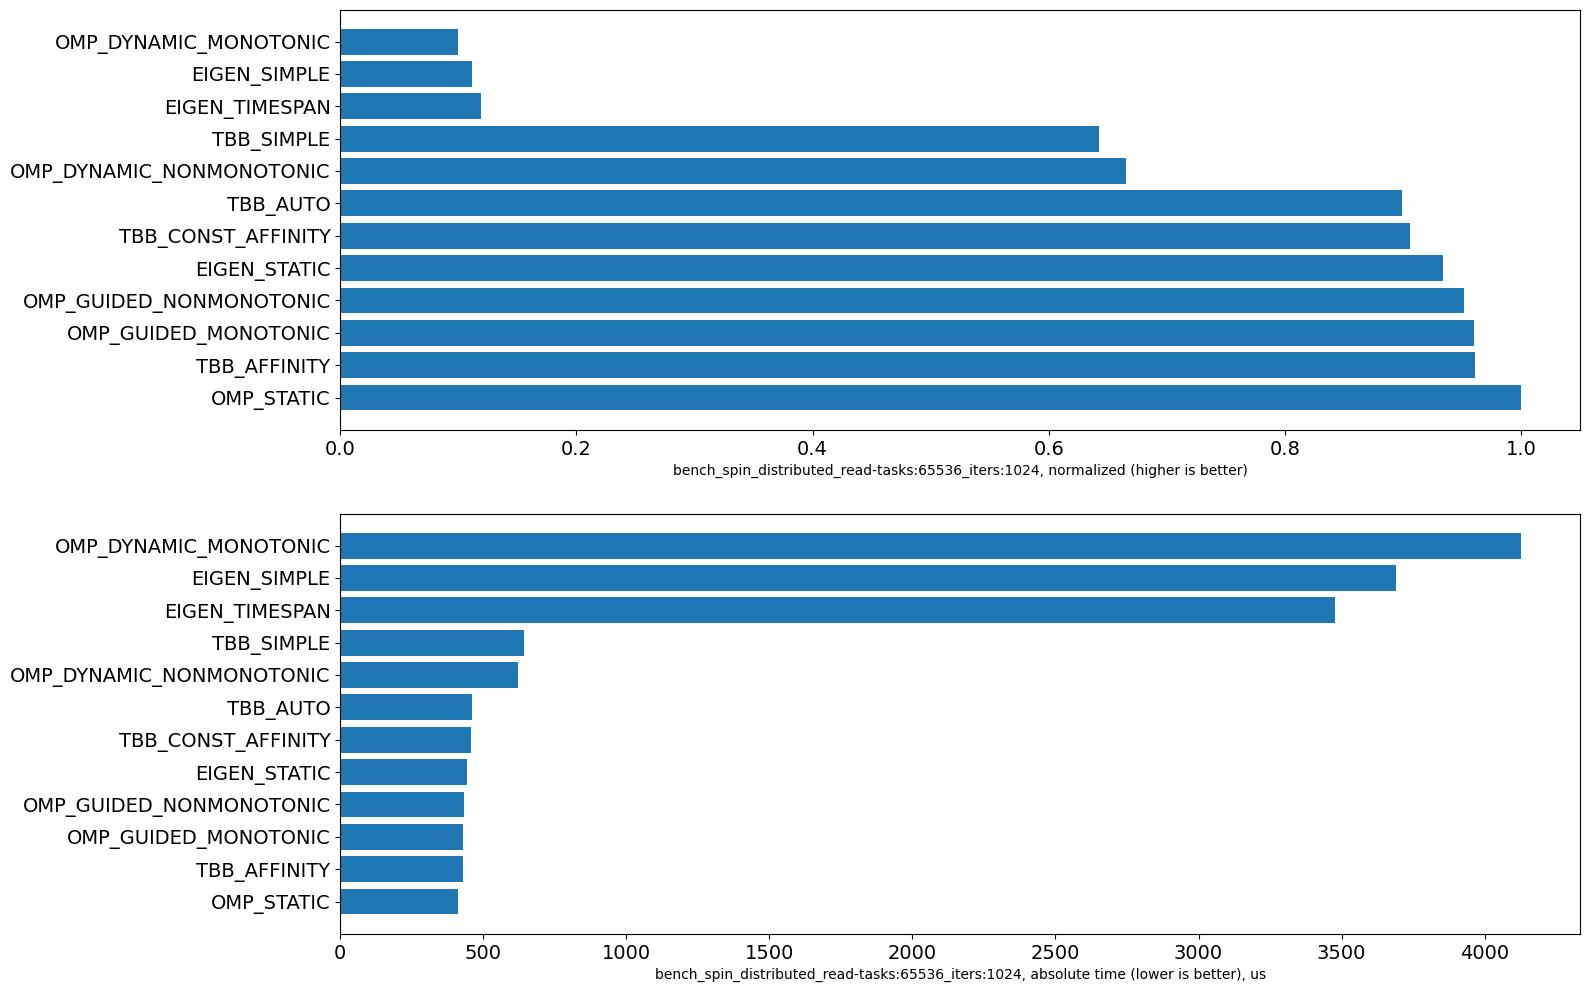 OMP_DYNAMIC_MONOTONIC
EIGEN_SIMPLE
EIGEN_TIMESPAN
TBB_SIMPLE
OMP_DYNAMIC_NONMONOTONIC
TBB_AUTO
TBB_CONST_AFFINITY
EIGEN_STATIC
OMP_GUIDED_NONMONOTONIC
OMP_GUIDED_MONOTONIC
TBB_AFFINITY
OMP_STATIC
0.0 0.2 0.4 0.6 0.8 1.0
bench_spin_distributed_read-tasks:65536_iters:1024, normalized (higher is better)
OMP_DYNAMIC_MONOTONIC
EIGEN_SIMPLE
EIGEN_TIMESPAN
TBB_SIMPLE
OMP_DYNAMIC_NONMONOTONIC
TBB_AUTO
TBB_CONST_AFFINITY
EIGEN_STATIC
OMP_GUIDED_NONMONOTONIC
OMP_GUIDED_MONOTONIC
TBB_AFFINITY
OMP_STATIC
0 500 1000 1500 2000 2500 3000 3500 4000
bench_spin_distributed_read-tasks:65536_iters:1024, absolute time (lower is better), us